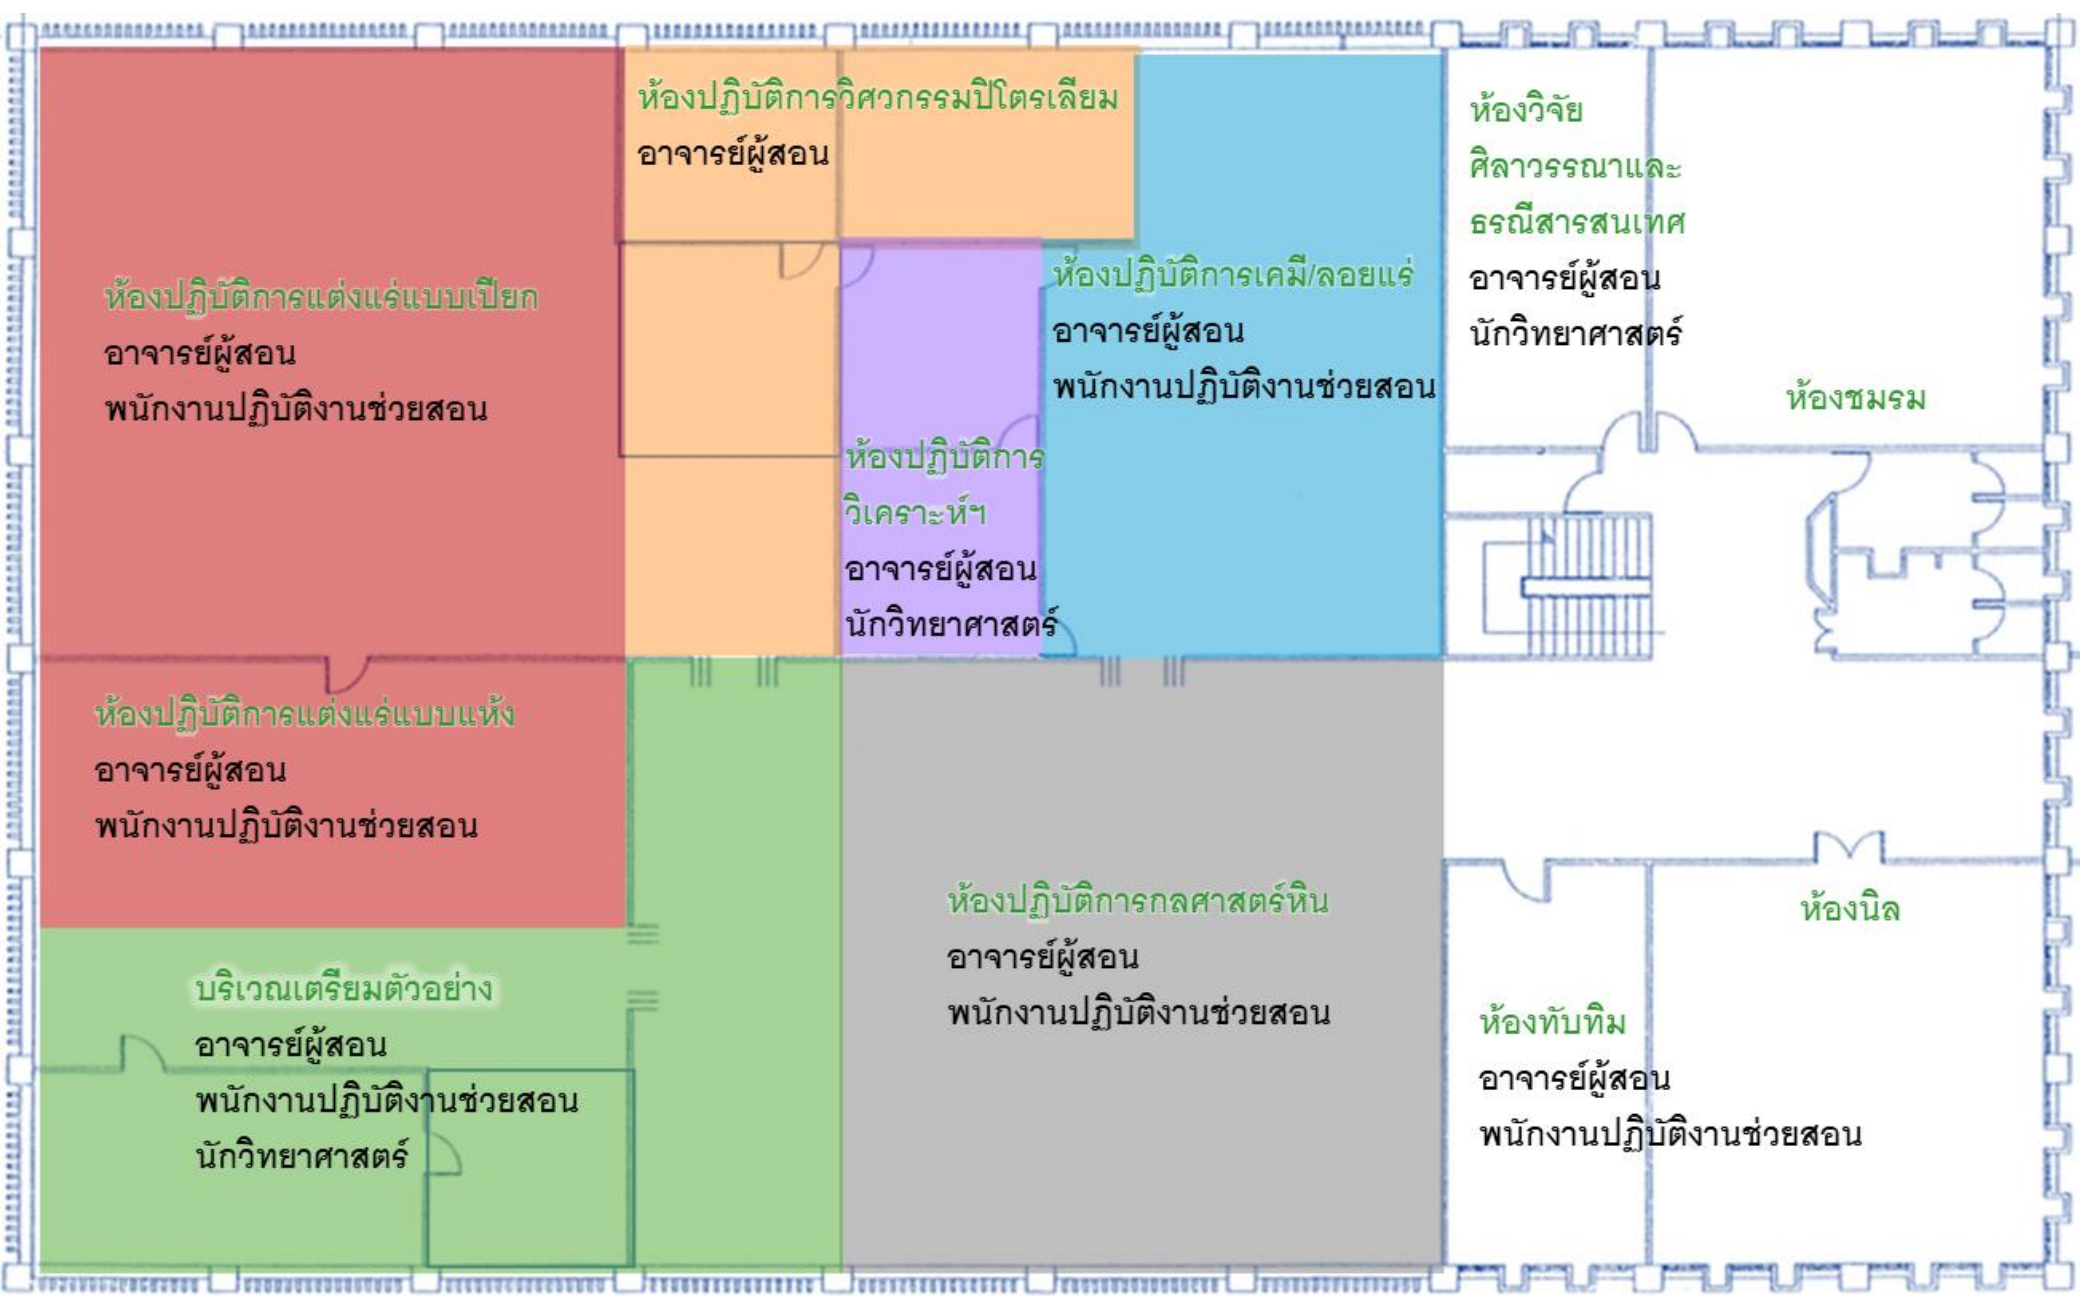 ห้องปฏิบัติการวิศวกรรมปิโตรเลียม
อาจารย์ผู้สอน
ห้องวิจัย
ศิลาวรรณาและ
ธรณีสารสนเทศ
อาจารย์ผู้สอน
นักวิทยาศาสตร์
ห้องปฏิบัติการแต่งแร่แบบเปียก
อาจารย์ผู้สอน
พนักงานปฏิบัติงานช่วยสอน
ห้องปฏิบัติการเคมี/ลอยแร่
อาจารย์ผู้สอน
พนักงานปฏิบัติงานช่วยสอน
ห้องชมรม
ห้องปฏิบัติการ
วิเคราะห์ฯ
อาจารย์ผู้สอน
นักวิทยาศาสตร์
ห้องปฏิบัติการแต่งแร่แบบแห้ง
อาจารย์ผู้สอน
พนักงานปฏิบัติงานช่วยสอน
ห้องปฏิบัติการกลศาสตร์หิน
อาจารย์ผู้สอน
พนักงานปฏิบัติงานช่วยสอน
ห้องนิล
บริเวณเตรียมตัวอย่าง
อาจารย์ผู้สอน
พนักงานปฏิบัติงานช่วยสอน
นักวิทยาศาสตร์
ห้องทับทิม
อาจารย์ผู้สอน
พนักงานปฏิบัติงานช่วยสอน